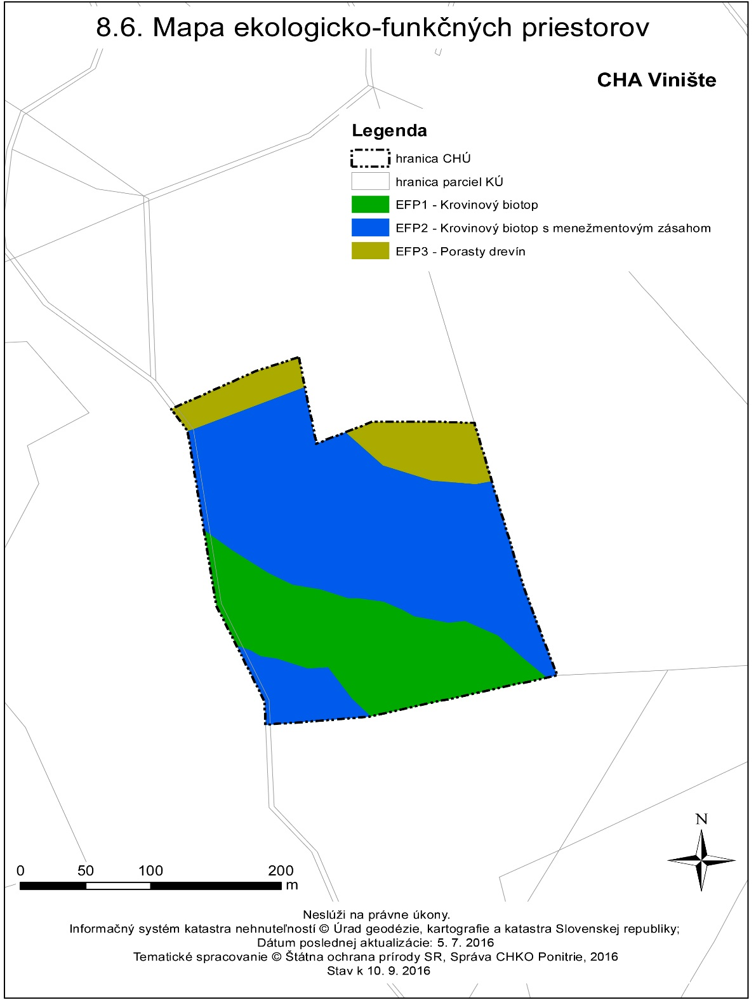 8.6. Mapa ekologicko-funkčných priestorov
CHA Vinište
Legenda
hranica CHÚ
hranica parciel KÚ
EFP1 - Krovinový biotop
EFP2 - Krovinový biotop s menežmentovým zásahom
EFP3 - Porasty drevín
N
0 50 100 200
m
Neslúži na právne úkony.
Informačný systém katastra nehnuteľností © Úrad geodézie, kartografie a katastra Slovenskej republiky;
Dátum poslednej aktualizácie: 5. 7. 2016
Tematické spracovanie © Štátna ochrana prírody SR, Správa CHKO Ponitrie, 2016
Stav k 10. 9. 2016